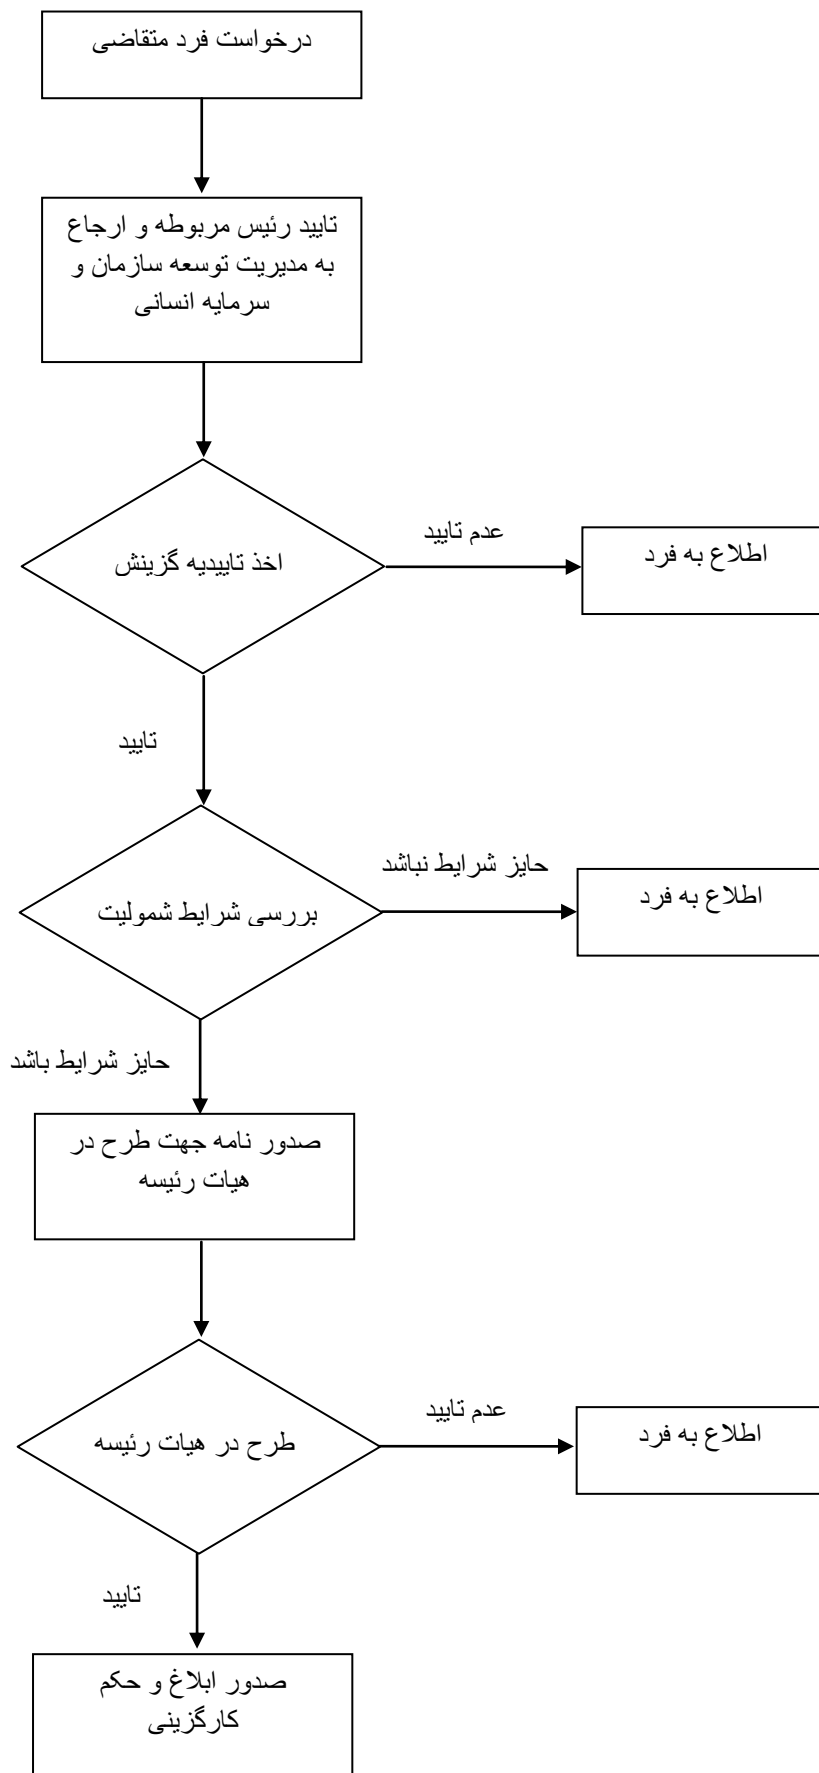 درخواست فرد متقاضی
تایید رئیس مربوطه و ارجاع
به مدیریت توسعه سازمان و
سرمایه انسانی
اخذ تاییدیه گزینش
عدم تایید
اطلاع به فرد
تایید
بررسی شرایط شمولیت
حایز شرایط نباشد
اطلاع به فرد
حایز شرایط باشد
صدور نامه جهت طرح در
هیات رئیسه
طرح در هیات رئیسه
عدم تایید
اطلاع به فرد
تایید
صدور ابلاغ و حکم
کارگزینی